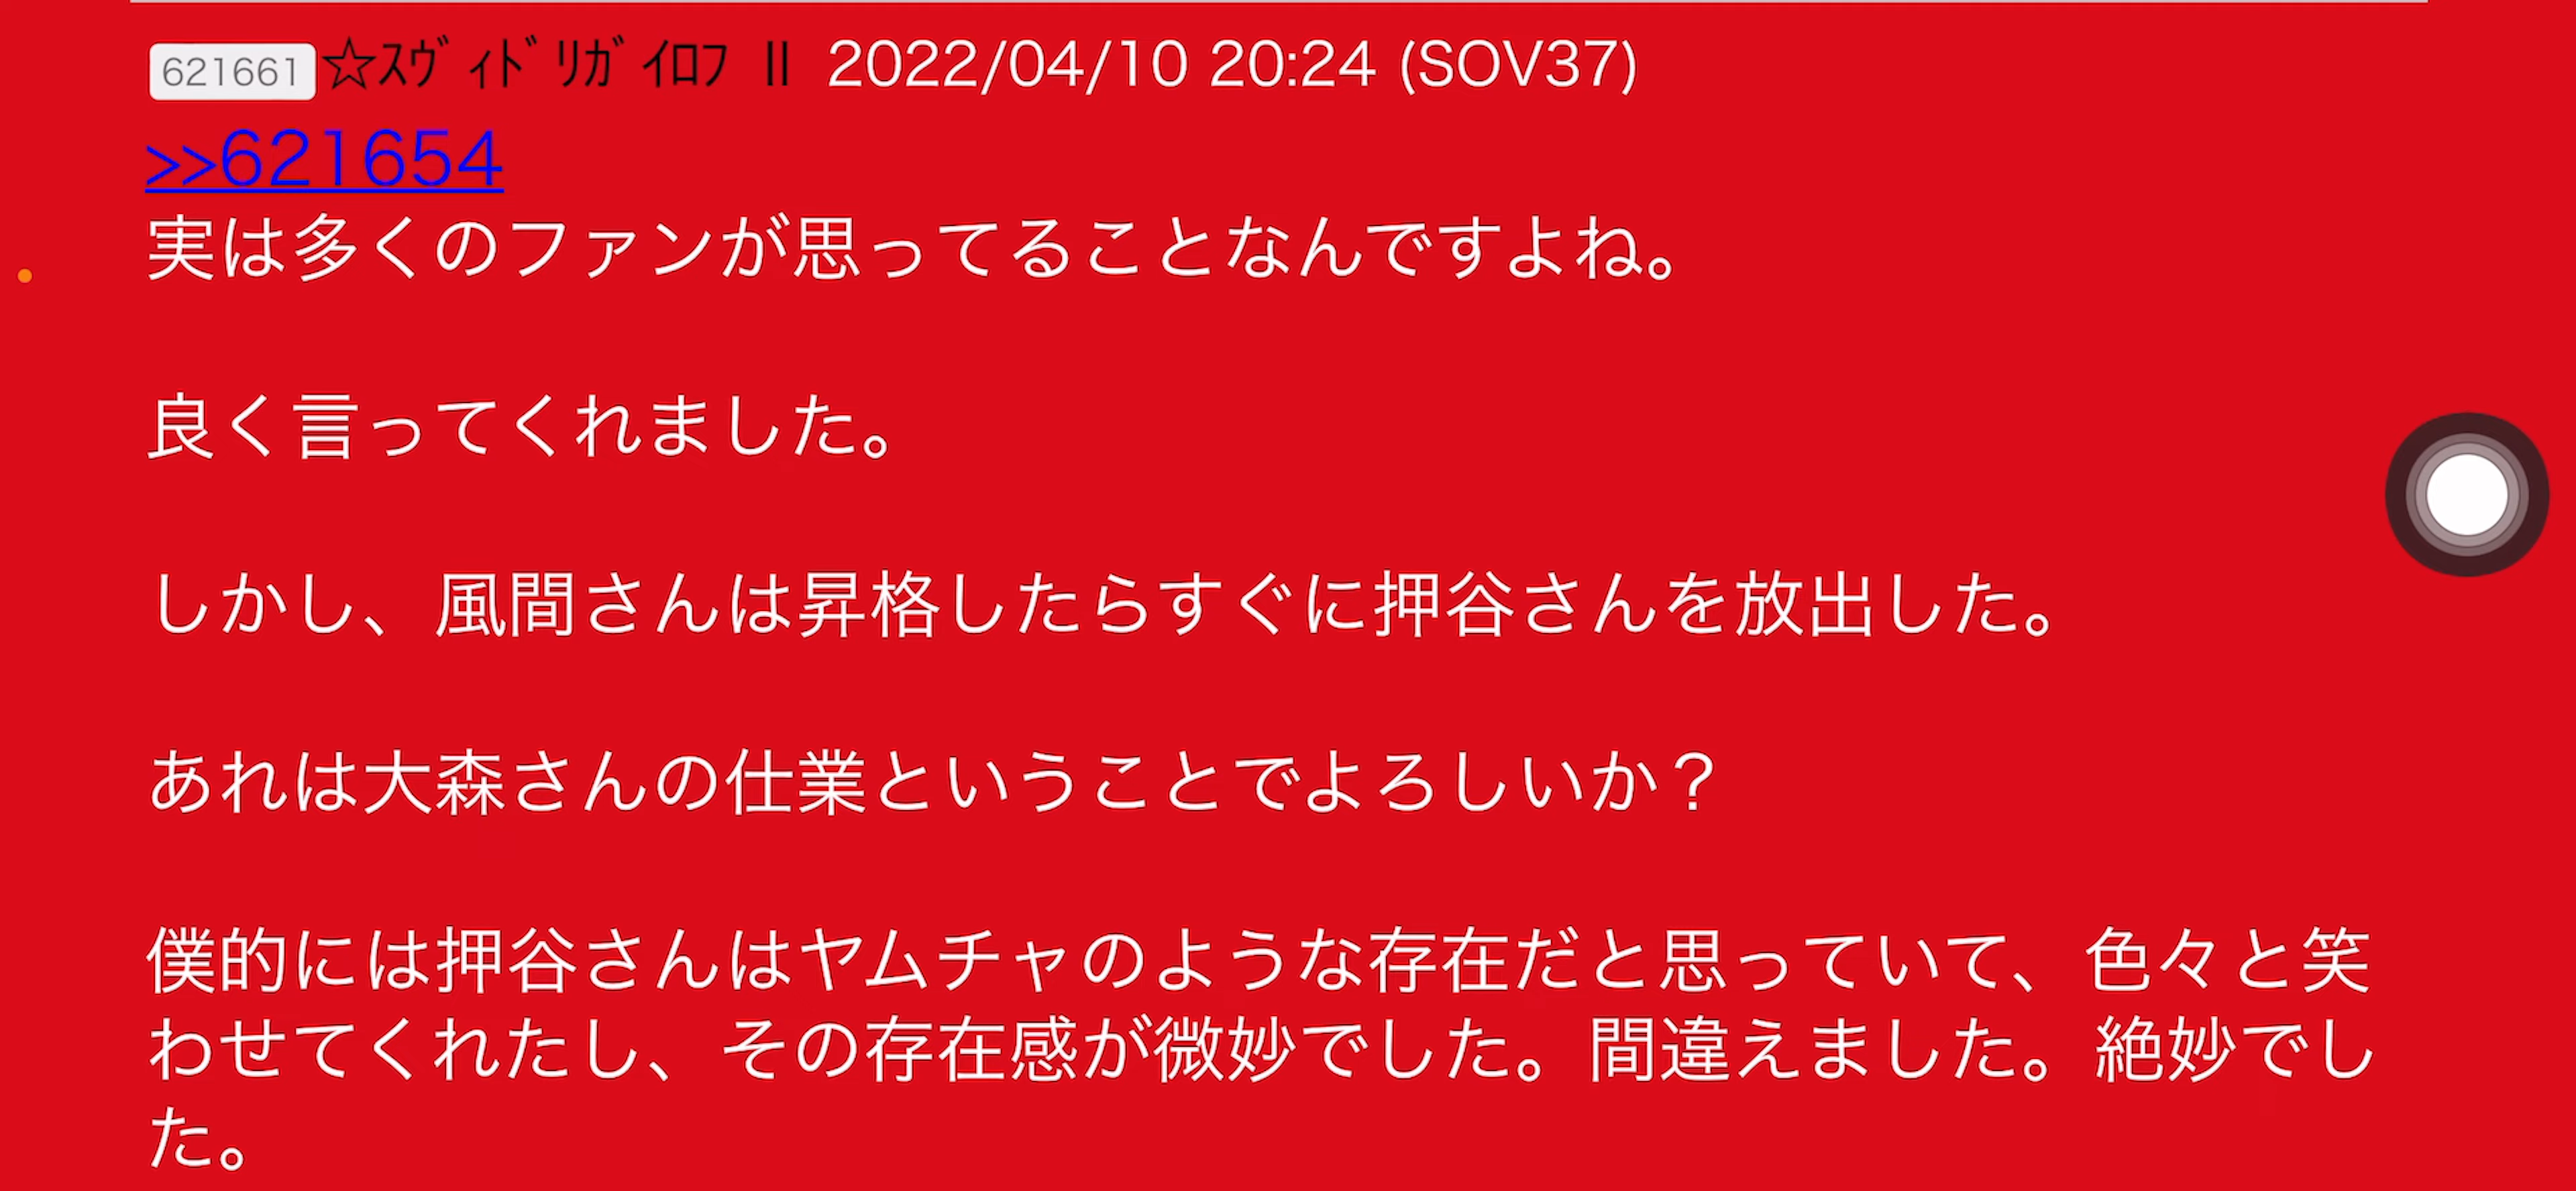 621661 ☆ｽｳﾞｨﾄﾞﾘｶﾞｲﾛﾌ Ⅱ 2022/04/10 20:24 (SOV37)
>>621654
実は多くのファンが思ってることなんですよね。
良く言ってくれました。
しかし、風間さんは昇格したらすぐに押谷さんを放出した。
あれは大森さんの仕業ということでよろしいか？
僕的には押谷さんはヤムチャのような存在だと思っていて、色々と笑
わせてくれたし、その存在感が微妙でした。間違えました。絶妙でし
た。